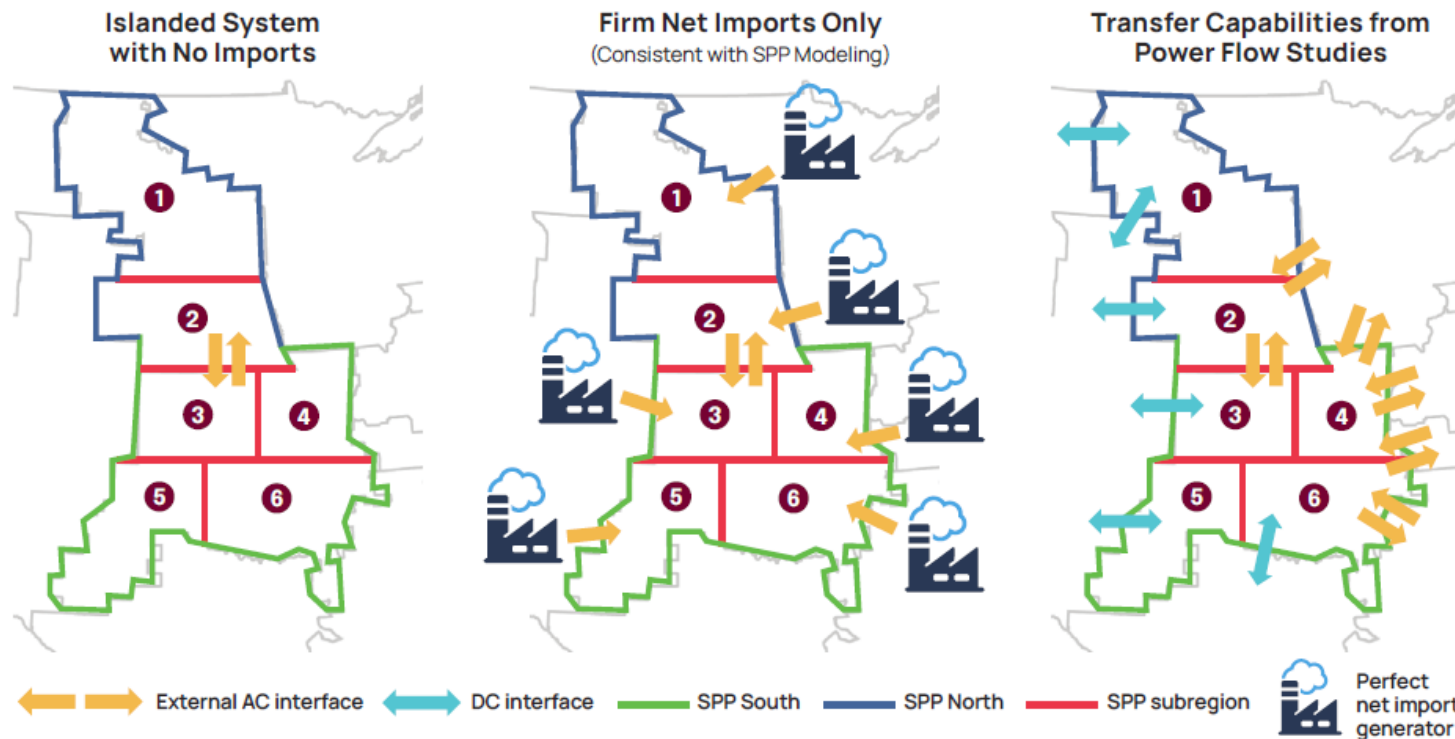 Islanded System
with No Imports
Firm Net Imports Only
(Consistent with SPP Modeling)
Transfer Capabilities from
Power Flow Studies
1
2
3
4
5
6
1
2
3
4
5
6
1
2
3
4
5
6
External AC interface
DC interface
SPP South
SPP North
SPP subregion
Perfect
net import
generator